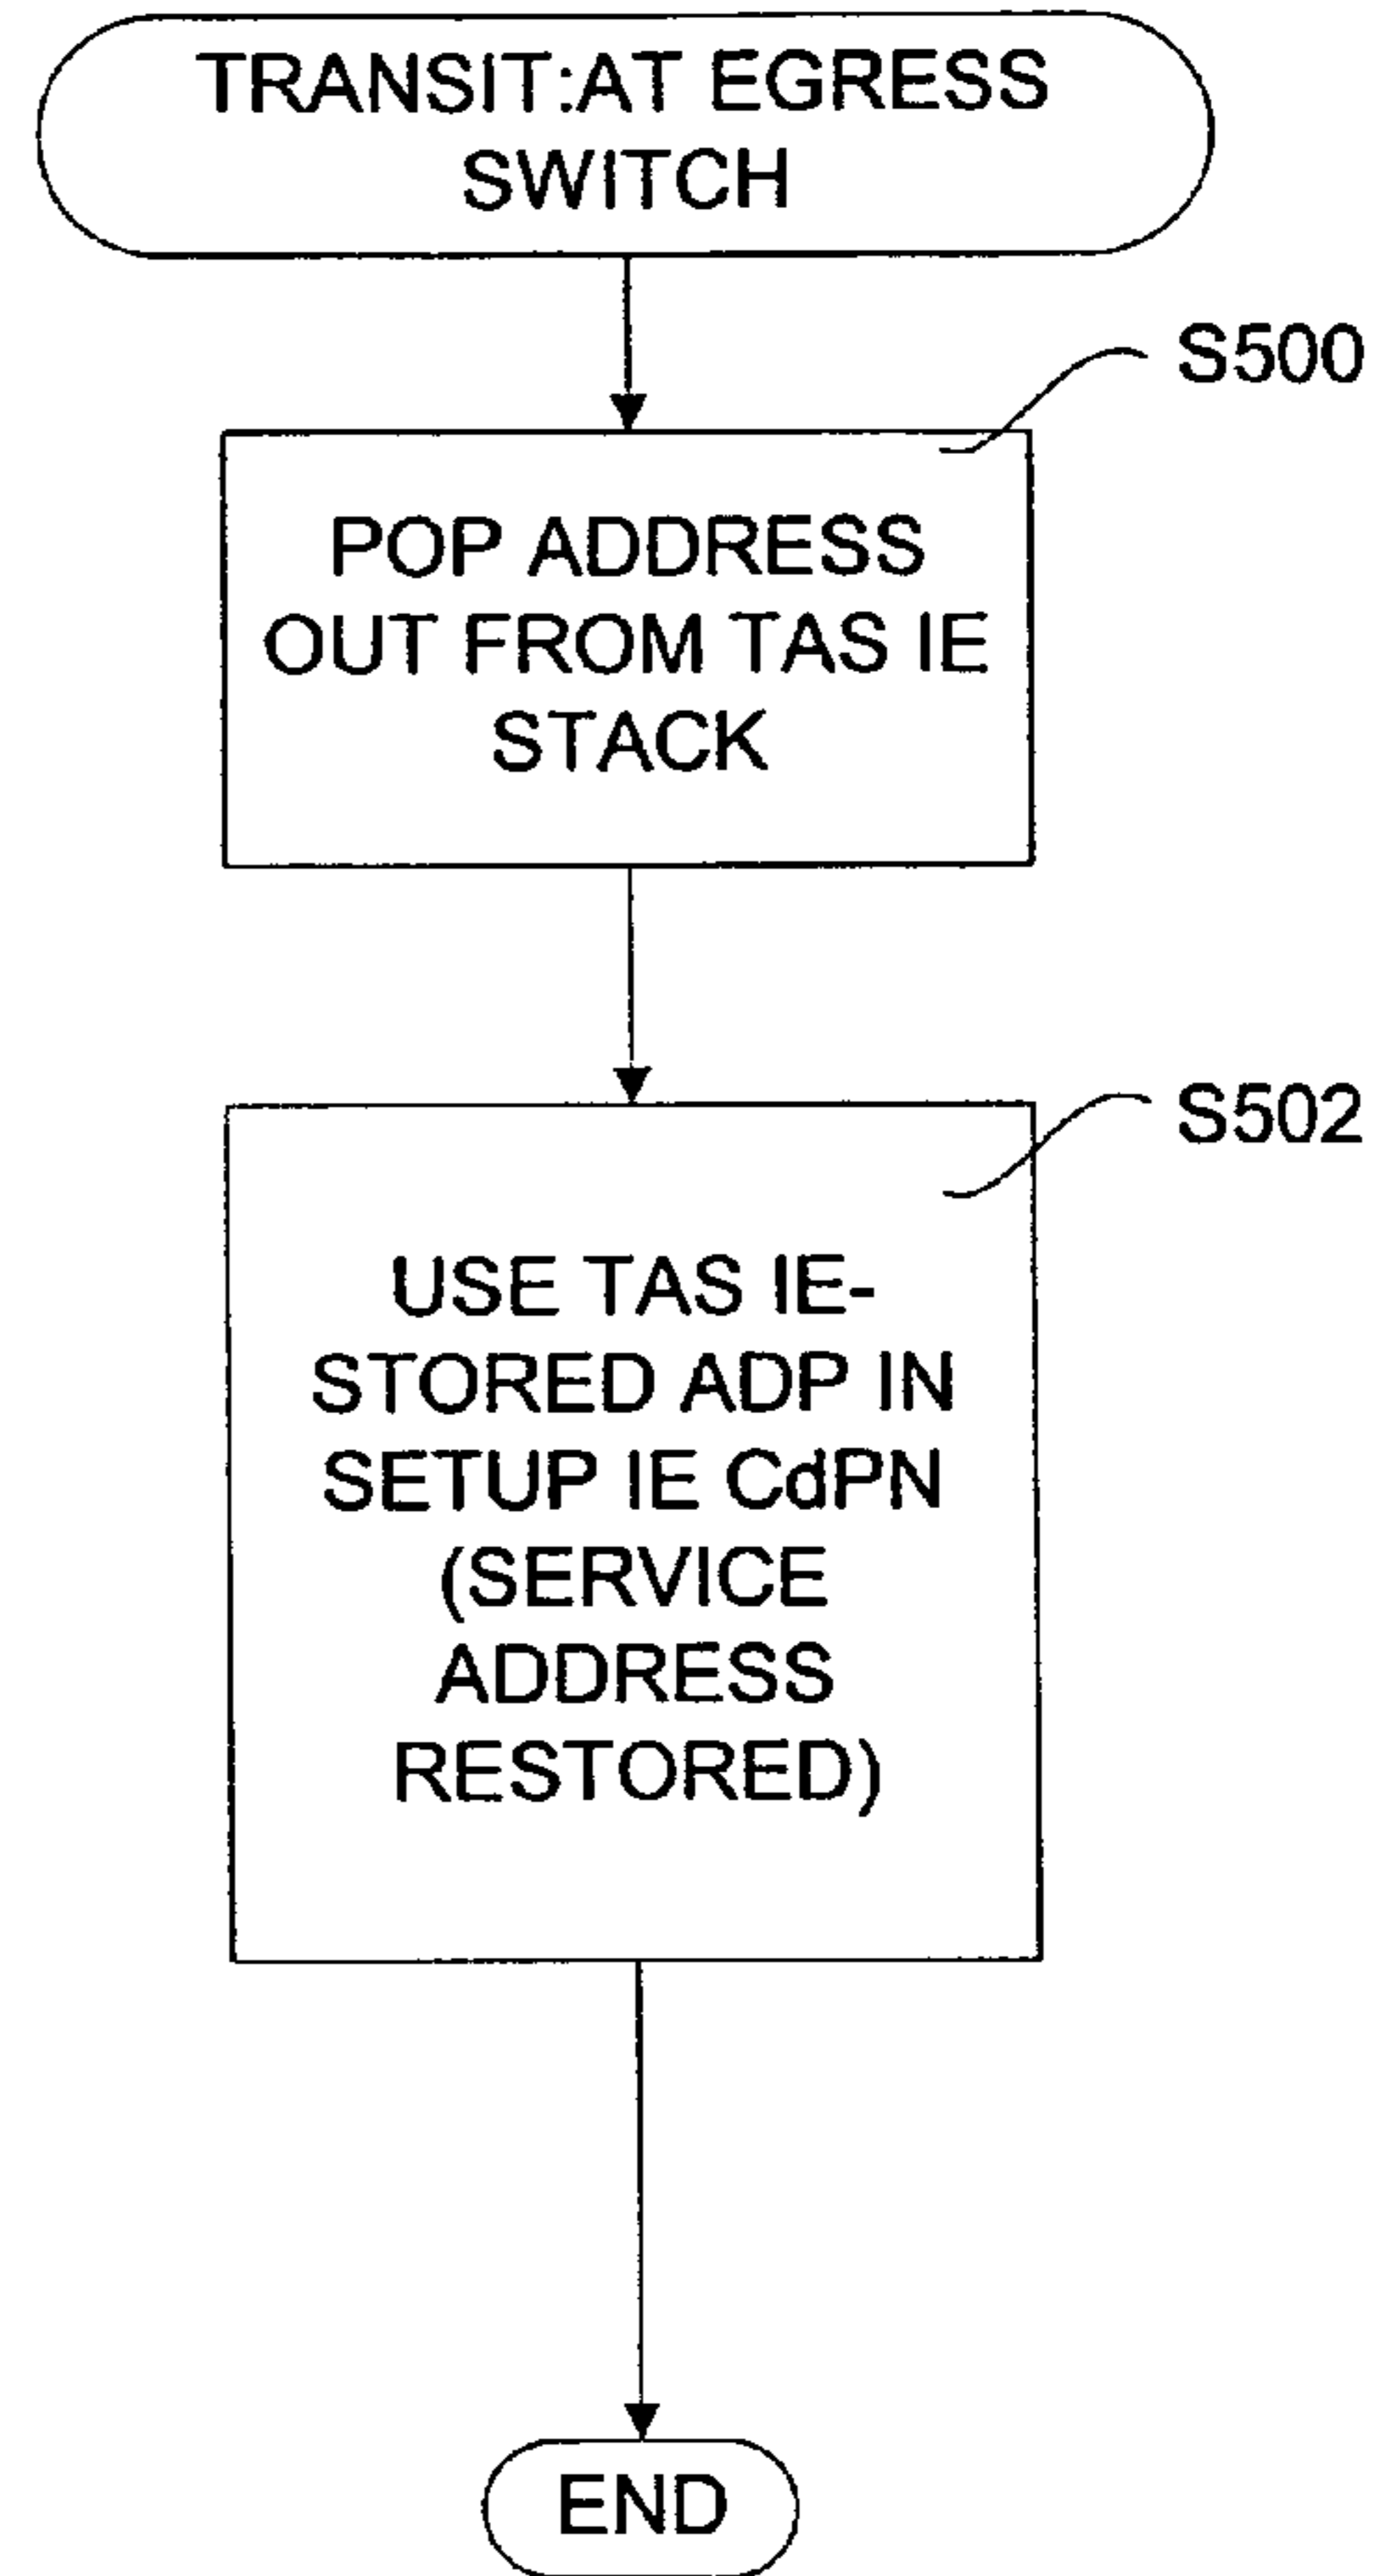 TRANSIT:AT EGRESS
SWITCH
S500
POP ADDRESS
OUT FROM TAS IE
STACK
S502
USE TAS IE-
STORED ADP IN
SETUP IE CdPN
(SERVICE
ADDRESS
RESTORED)
END